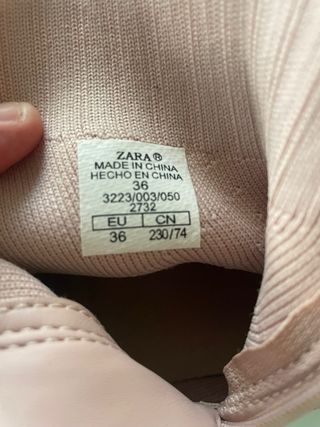 ZARA®
MADE IN CHINA
HECHO EN CHINA
36
3223/003/050
2732
EU CN
36 230/74